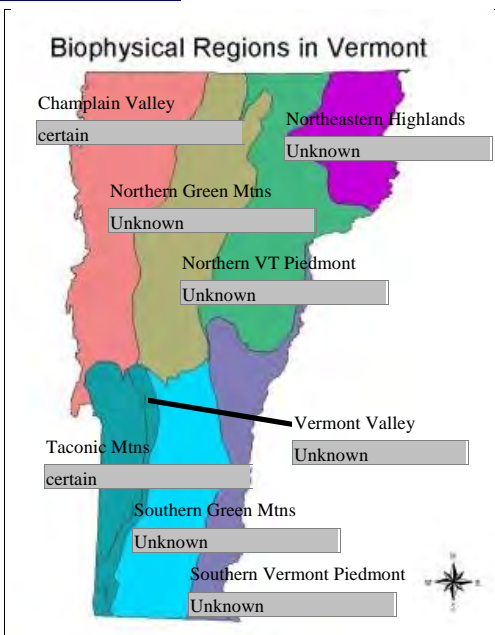 Biophysical Regions in Vermont
Champlain Valley
certain
Northeastern Highlands
Unknown
Northern Green Mtns
Unknown
Northern VT Piedmont
Unknown
Vermont Valley
Unknown
Taconic Mtns
certain
Southern Green Mtns
Unknown
Southern Vermont Piedmont
Unknown